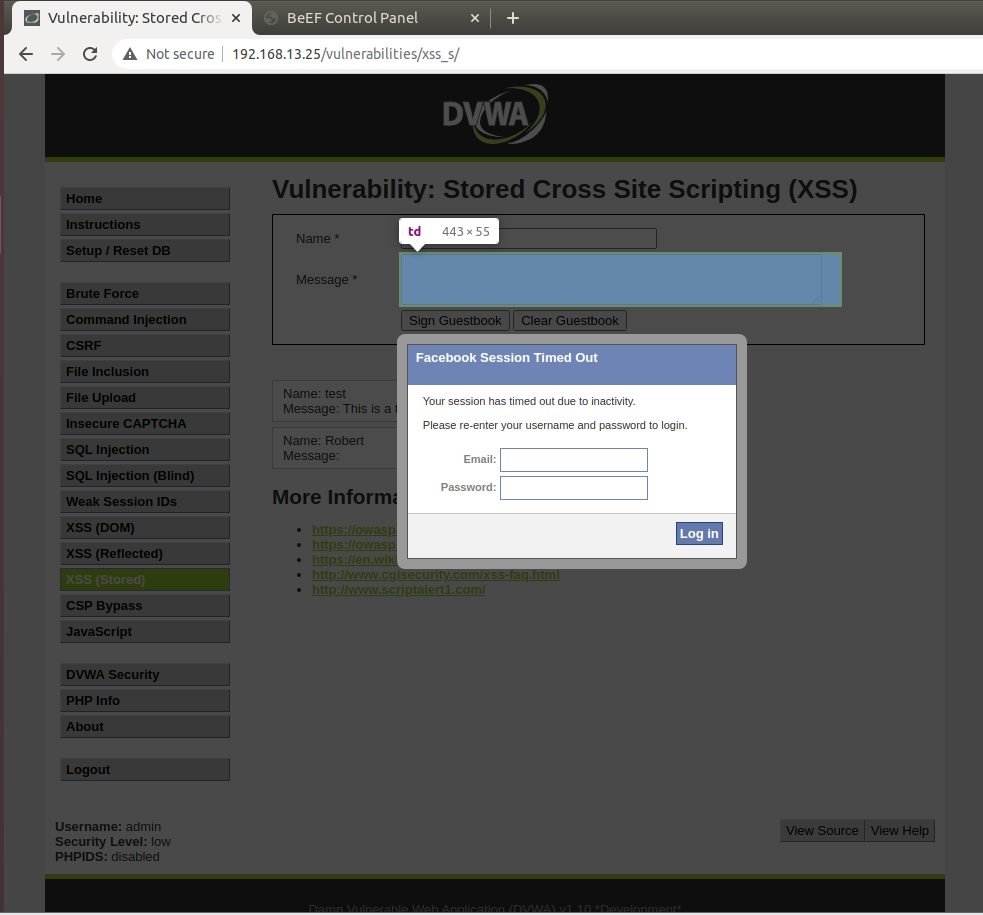 Vulnerability: Stored Cros
BeEF Control Panel
Not secure
192.168.13.25/vulnerabilities/xss_s/
DVWA
Home
Instructions
Setup / Reset DB
Brute Force
Command Injection
CSRF
File Inclusion
File Upload
Insecure CAPTCHA
SQL Injection
SQL Injection (Blind)
Weak Session IDs
XSS (DOM)
XSS (Reflected)
XSS (Stored)
CSP Bypass
JavaScript
DVWA Security
PHP Info
About
Logout
Vulnerability: Stored Cross Site Scripting (XSS)
Name *
td 443 × 55
Message *
Sign Guestbook Clear Guestbook
Name: test
Message: This is a t
Name: Robert
Message:
Facebook Session Timed Out
Your session has timed out due to inactivity.
Please re-enter your username and password to login.
Email:
Password:
Log in
More Informa
https://owasp.
https://owasp.
https://en.wiki
http://www.cgisecurity.com/xss-faq.html
http://www.scriptalert1.com/
Username: admin
Security Level: low
PHPIDS: disabled
View Source View Help
Damn Vulnerable Web Application (DVWA) v1.10 *Development*